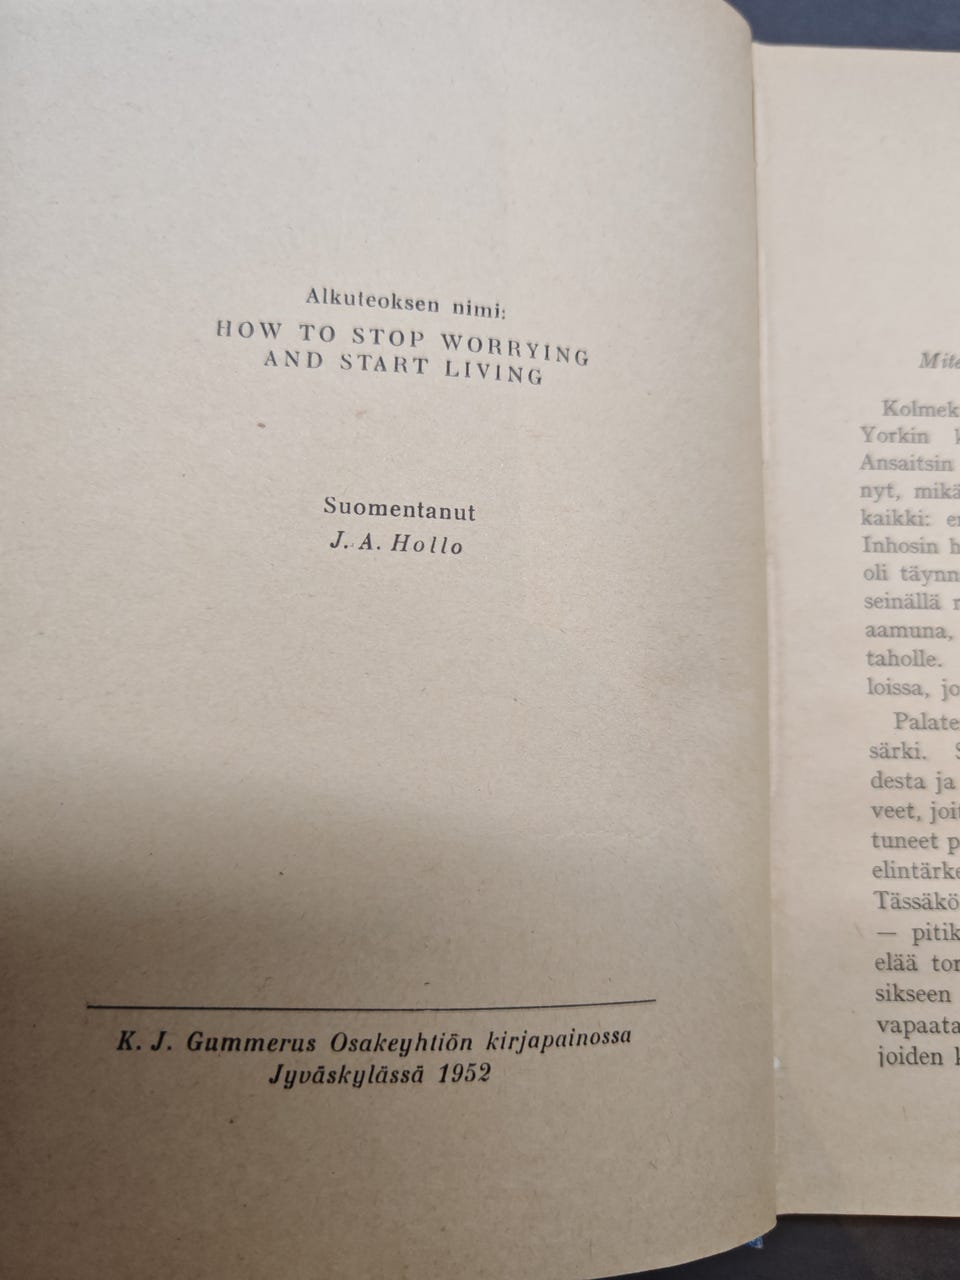 Alkuteoksen nimi:
HOW TO STOP WORRYING
AND START LIVING
Suomentanut
J. A. Hollo
K. J. Gummerus Osakeyhtiön kirjapainossa
Jyväskylässä 1952
Kolmek
Yorkin
Ansaitsin
nyt, mikä
kaikki:
Inhosin
oli täynn
seinällä
aamuna,
taholle.
loissa, jo
Palate
särki. S
desta ja
veet, joit
tuneet p
elintärke
Tässäkö
— pitik
elää tor
sikseen
vapaata
joiden